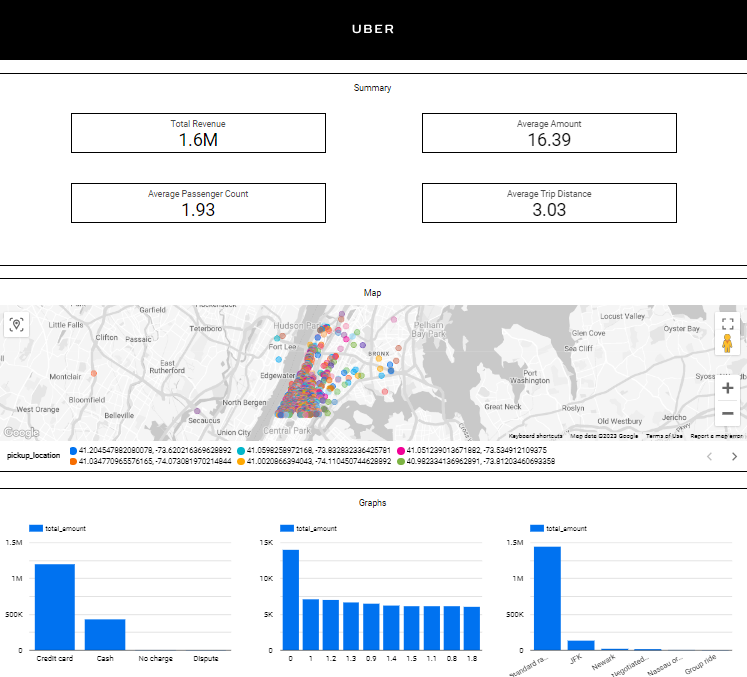 UBER
Summary
Total Revenue
1.6M
Average Amount
16.39
Average Passenger Count
1.93
Average Trip Distance
3.03
Map
Garfield
Little Falls
Clifton
Passaic
Teterboro
Hudson Par
Fort Lee
Pelham
Bay Park
BRONX
Locust Valley
Glen Cove
Oyster Bay
Sea Cliff
East
Rutherford
Montclair
Edgewater
Port
Washington
Syoss
Bloomfield
North Bergen
West Orange
Belleville
Secaucus
Great Neck
Roslyn
Old Westbury
Jericho
Union City
Central Park
Google
Keyboard shortcuts
Map data ©2023 Google
Terms of Use
Report a map error
pickup_location
41.204547882080078, -73.620216369628892
41.0598258972168, -73.832832336425781
41.051239013671882, -73.534912109375
41.034770965576165, -74.073081970214844
41.0020866394043, -74.110450744628892
40.982334136962891, -73.81203460693358
Graphs
total_amount
1.5M
1M
500K
0
Credit card
Cash
No charge
Dispute
total_amount
15K
10K
5K
0
0 1 1.2 1.3 0.9 1.4 1.5 1.1 0.8 1.8
total_amount
1.5M
1M
500K
0
JFK
Newark
Nassau or...
Group ride